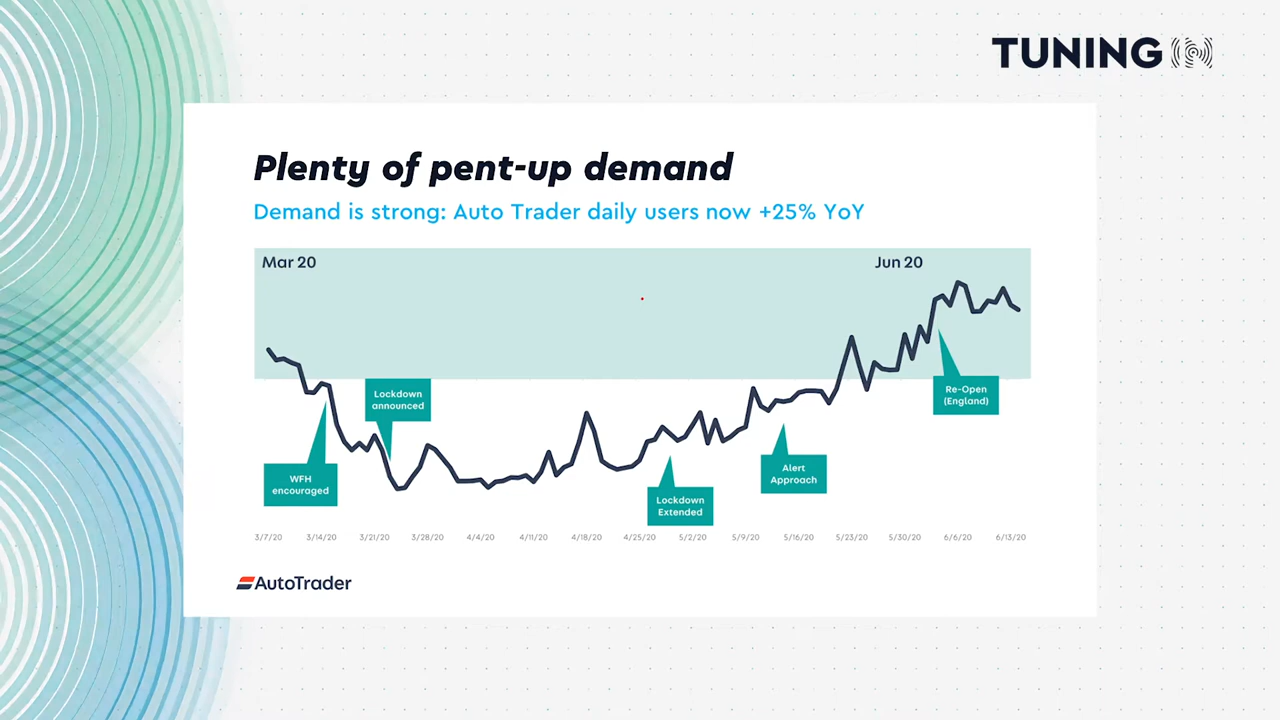 TUNING
Plenty of pent-up demand
Demand is strong: Auto Trader daily users now +25% YoY
Mar 20
Jun 20
Lockdown
announced
Re-Open
(England)
WFH
encouraged
Alert
Approach
Lockdown
Extended
3/7/20 3/14/20 3/21/20 3/28/20 4/4/20 4/11/20 4/18/20 4/25/20 5/2/20 5/9/20 5/16/20 5/23/20 5/30/20 6/6/20 6/13/20
AutoTrader